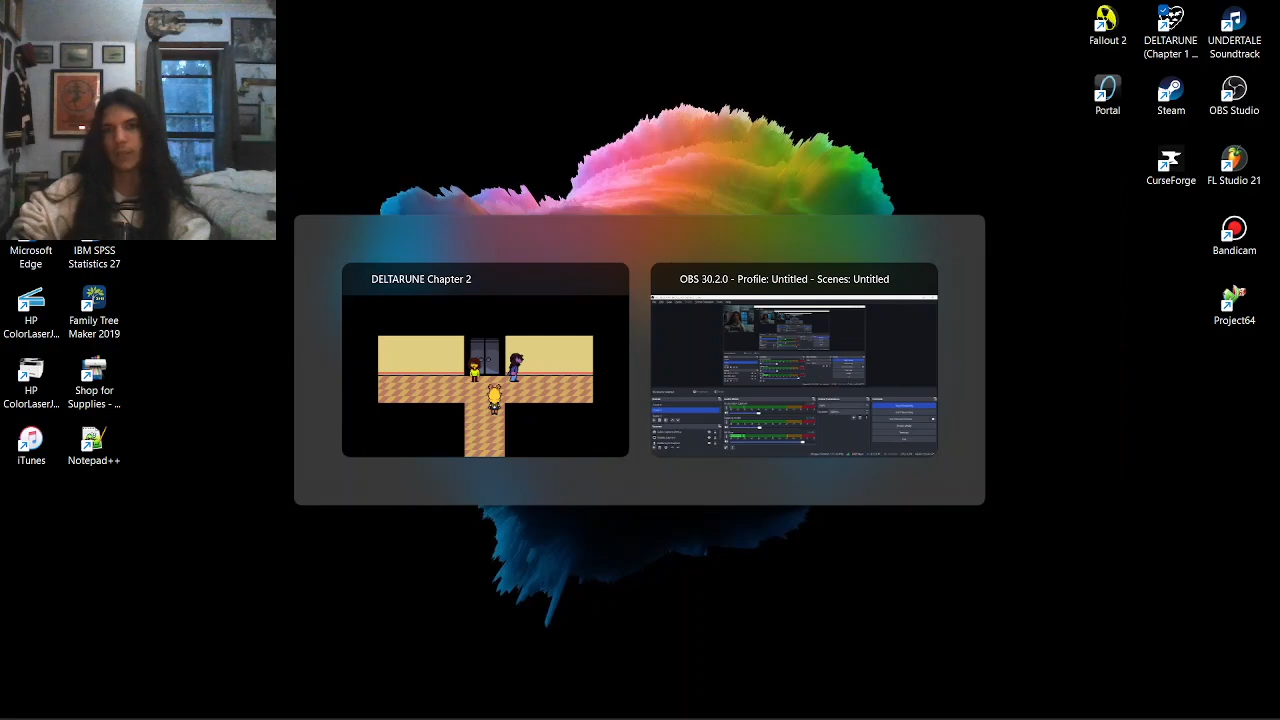 Fallout 2
DELTARUNE
(Chapter 1 ...
UNDERTALE
Soundtrack
Portal
Steam
OBS Studio
CurseForge
FL Studio 21
Microsoft
Edge
IBM SPSS
Statistics 27
DELTARUNE Chapter 2
OBS 30.2.0 - Profile: Untitled - Scenes: Untitled
Bandicam
HP
ColorLaserJ...
Family Tree
Maker 2019
Project64
HP
ColorLaserJ...
Shop for
Supplies - ...
iTunes
Notepad++